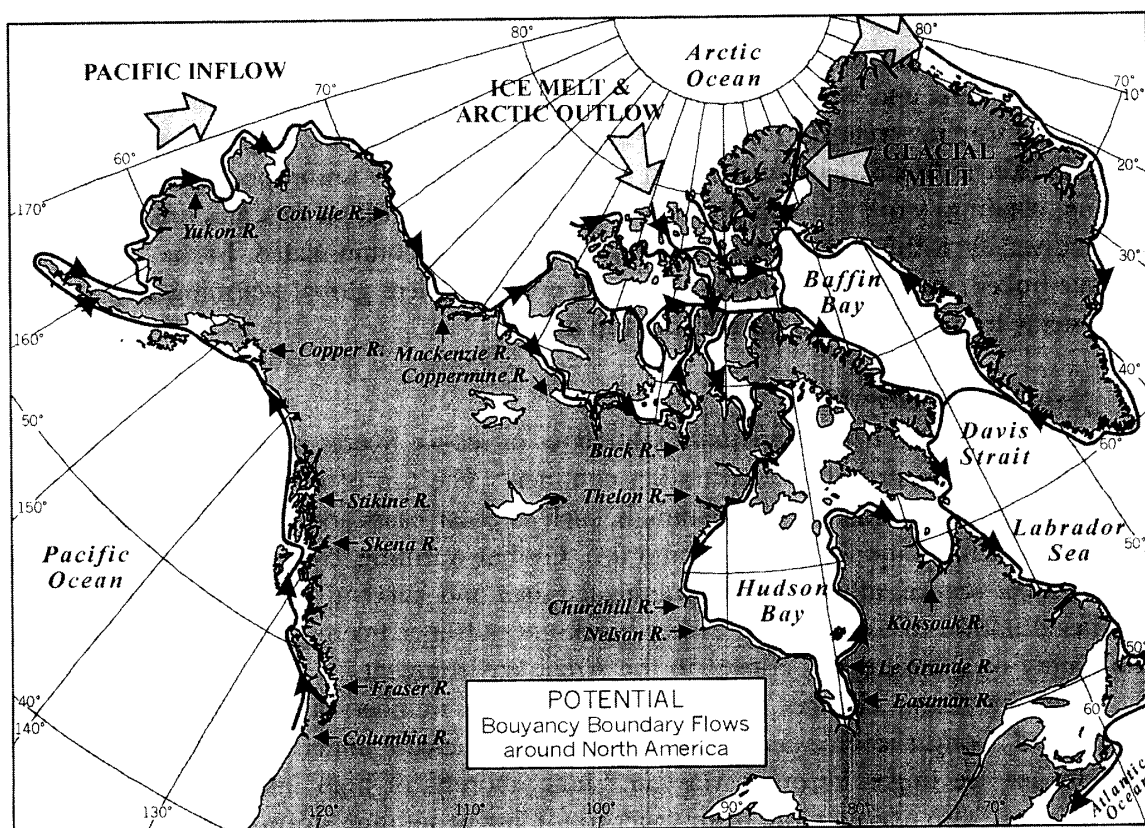 80°
Arctic
Ocean
80°
PACIFIC INFLOW
70°
ICE MELT &
ARCTIC OUTLOW
70°
10°
60°
GLACIAL
MELT
20°
170°
Yukon R.
Colville R.
30°
Baffin
Bay
160°
Copper R.
Mackenzie R.
Coppermine R.
40°
50°
Back R.
Davis
Strait
60°
150°
Stikine R.
Thelon R.
Labrador
Sea
50°
Pacific
Ocean
Skena R.
Hudson
Bay
Churchill R.
Nelson R.
Koksoak R.
50°
Le Grande R.
Fraser R.
Eastman R.
40°
140°
Columbia R.
POTENTIAL
Bouyancy Boundary Flows
around North America
60°
Atlantic
Ocean
130°
120°
110°
100°
90°
80°
70°